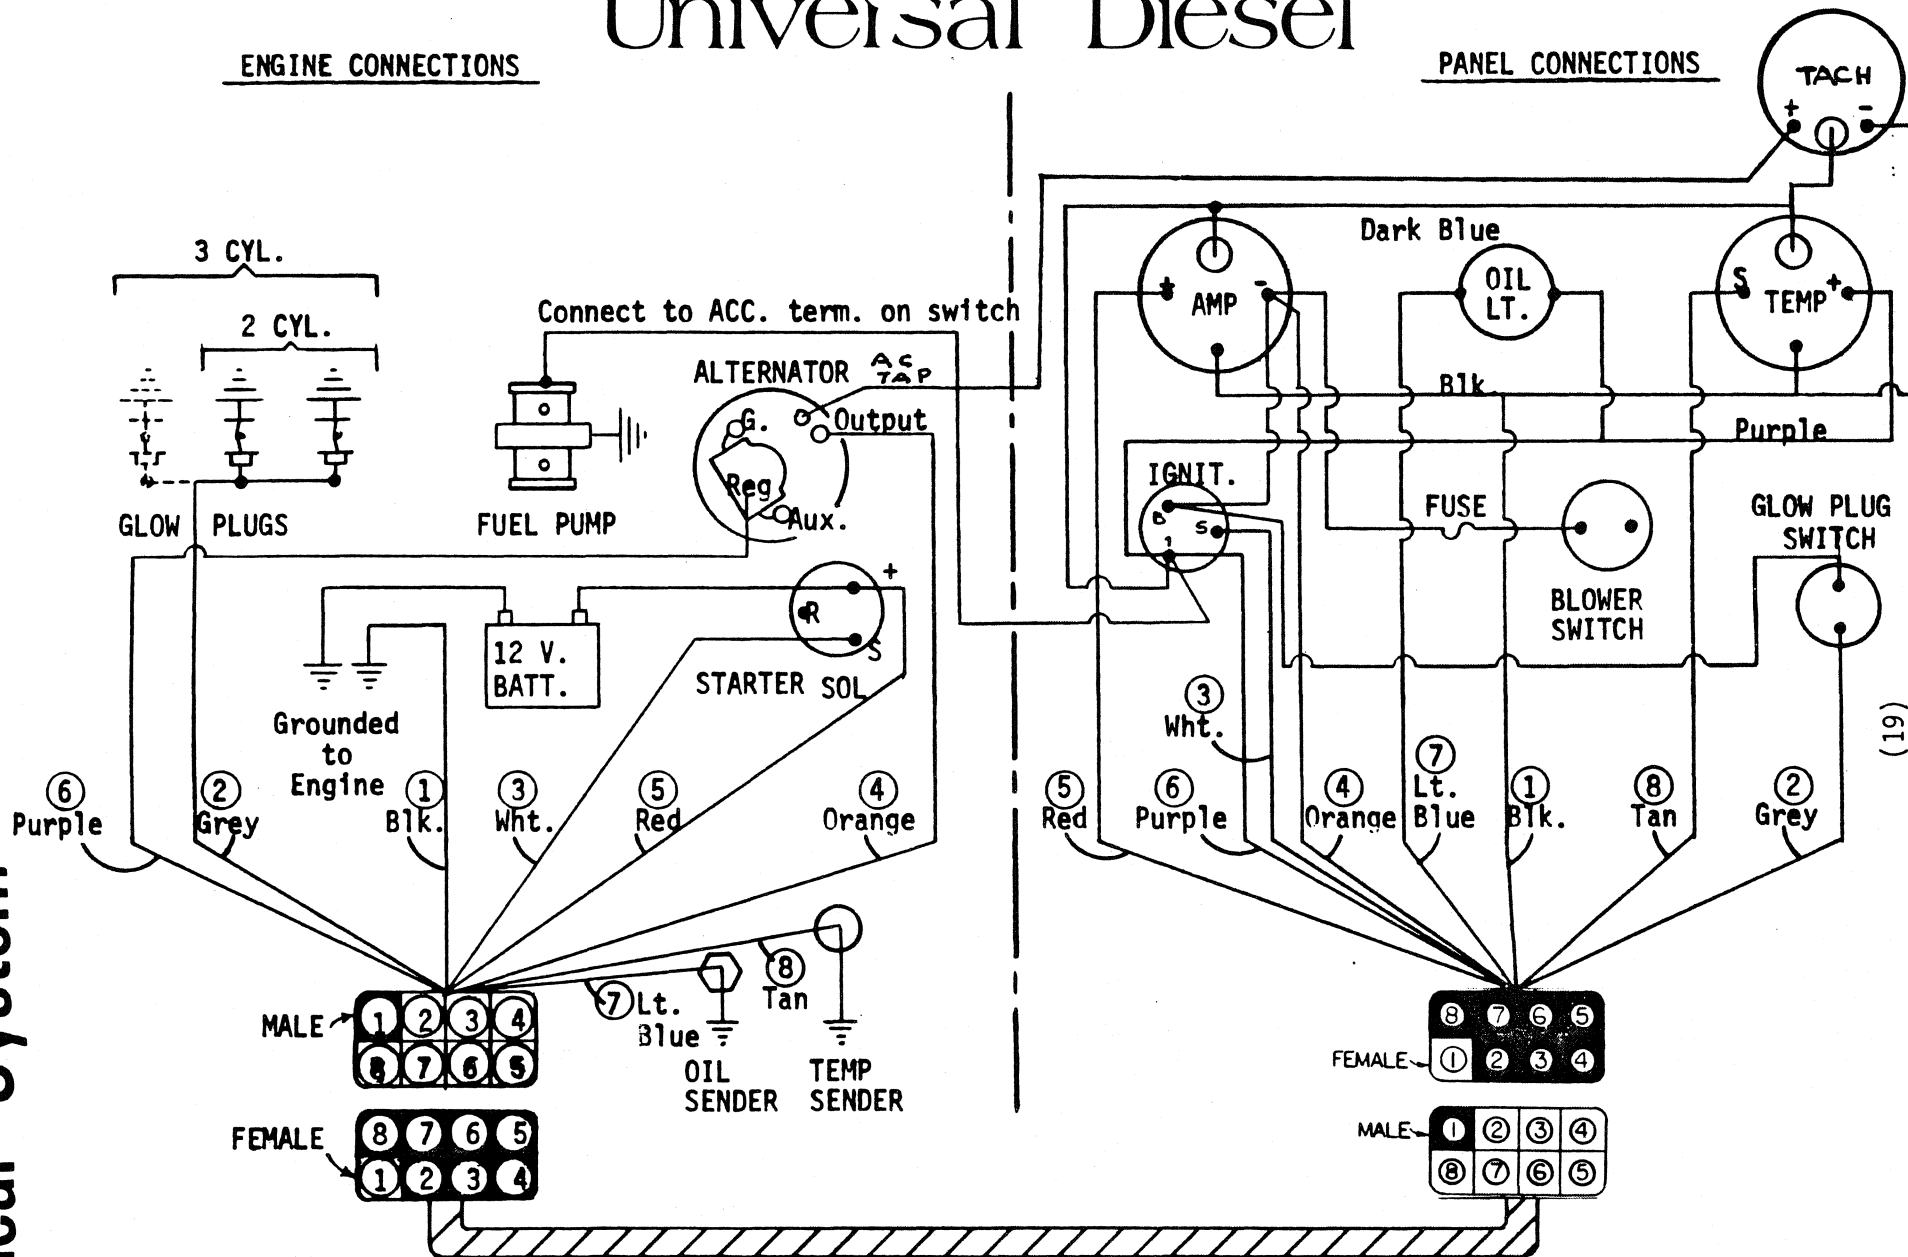 Universal Diesel
ENGINE CONNECTIONS
PANEL CONNECTIONS
TACH
+ -
3 CYL.
2 CYL.
GLOW PLUGS
Connect to ACC. term. on switch
FUEL PUMP
ALTERNATOR
AC
TAP
G.
Output
Reg
Aux.
12 V.
BATT.
+
R
S
STARTER SOL
Grounded
to
Engine
6
Purple
2
Grey
1
Blk.
3
Wht.
5
Red
4
Orange
8
Tan
7
Lt.
Blue
OIL
SENDER
TEMP
SENDER
MALE
1 2 3 4
8 7 6 5
FEMALE
8 7 6 5
1 2 3 4
Dark Blue
+ AMP -
OIL
LT.
S TEMP +
Blk.
Purple
IGNIT.
B
S
1
FUSE
BLOWER
SWITCH
GLOW PLUG
SWITCH
3
Wht.
5
Red
6
Purple
4
Orange
7
Lt.
Blue
1
Blk.
8
Tan
2
Grey
(19)
8 7 6 5
FEMALE
1 2 3 4
MALE
1 2 3 4
8 7 6 5